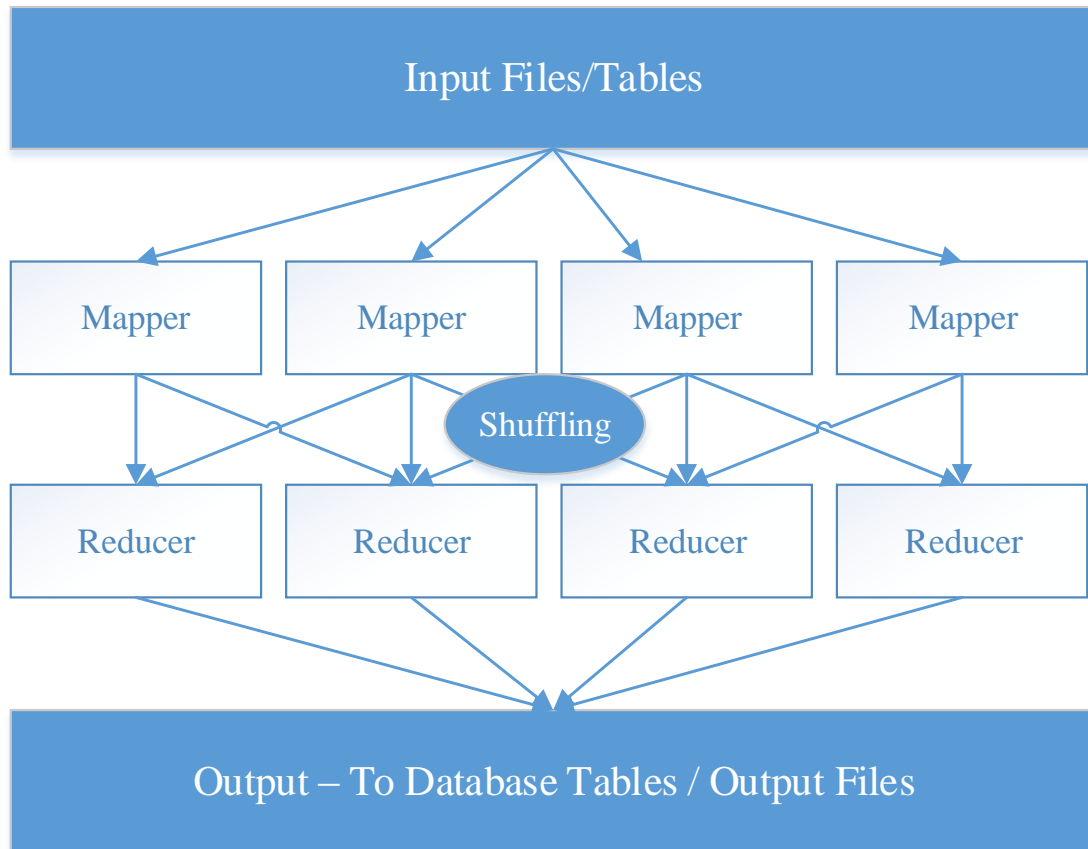 Input Files/Tables
Mapper
Mapper
Mapper
Mapper
Shuffling
Reducer
Reducer
Reducer
Reducer
Output – To Database Tables / Output Files